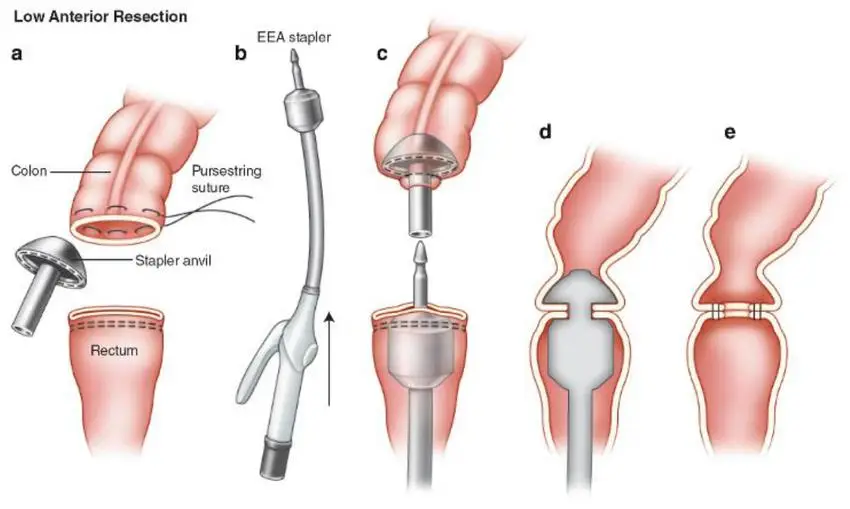 Low Anterior Resection
a
b
EEA stapler
c
d
e
Colon
Pursestring
suture
Stapler anvil
Rectum